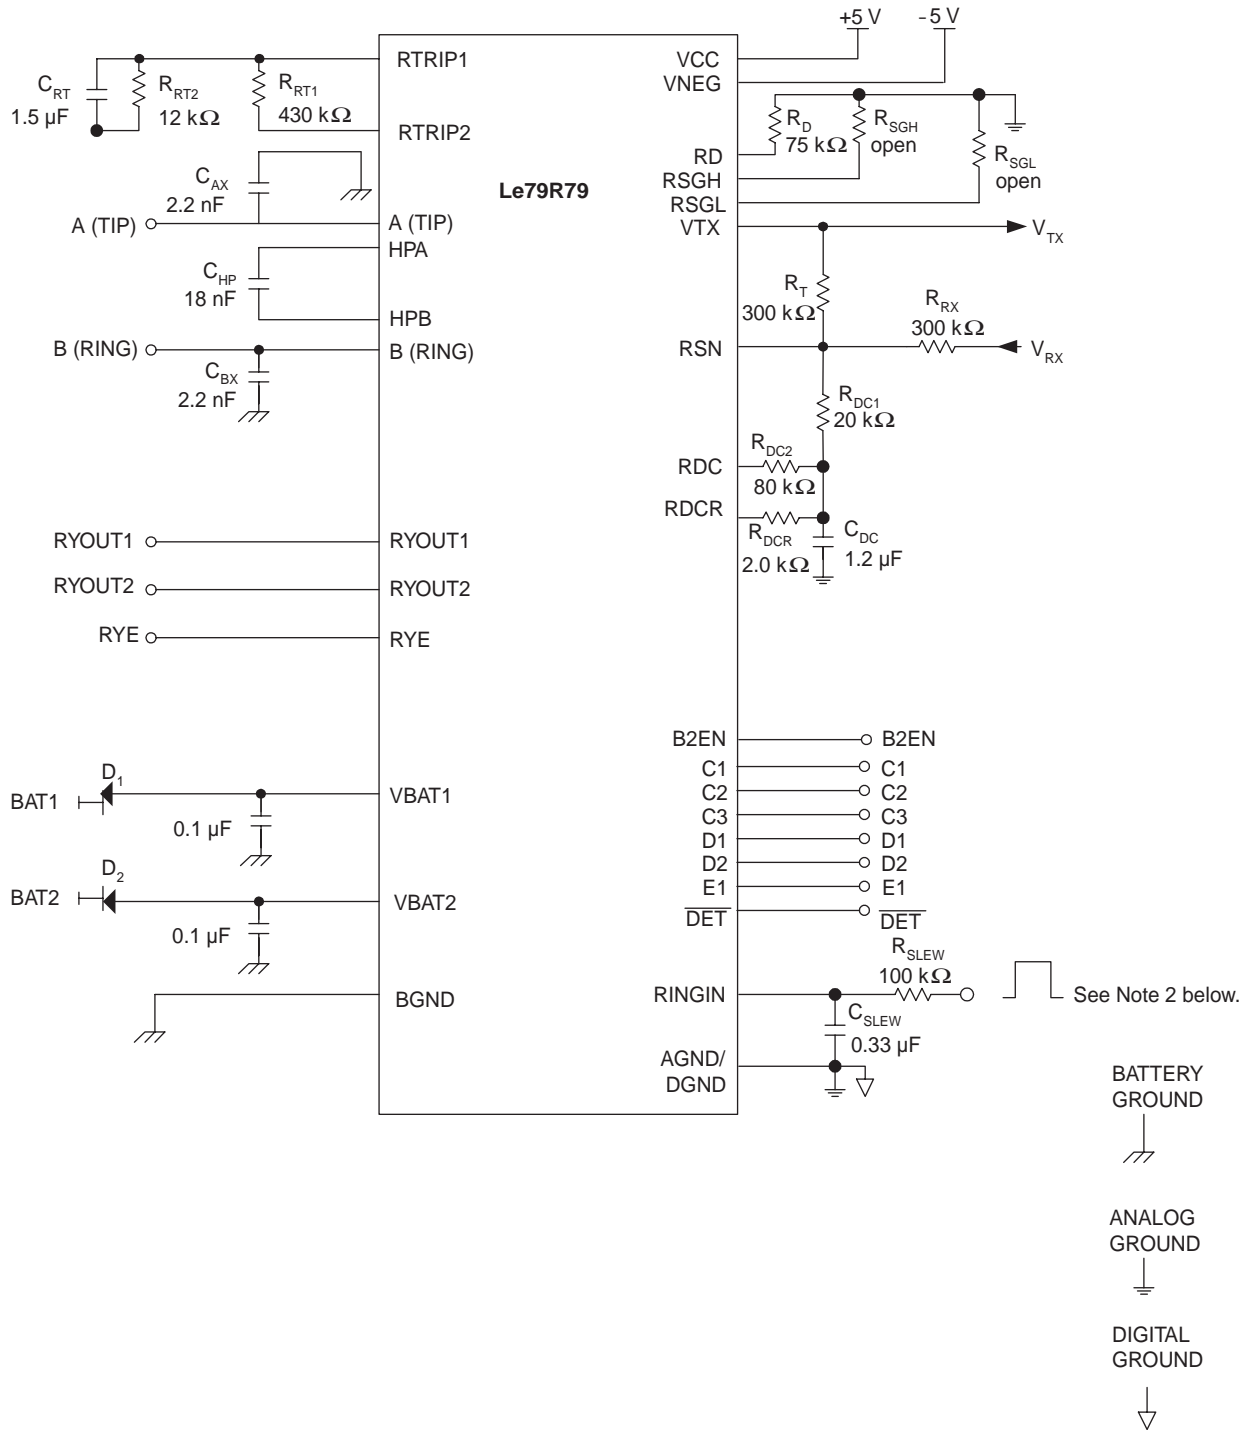 +5 V
-5 V
RTRIP1
VCC
VNEG
C_RT
1.5 µF
R_RT2
12 kΩ
R_RT1
430 kΩ
RTRIP2
R_D
75 kΩ
R_SGH
open
R_SGL
open
RD
RSGH
RSGL
Le79R79
C_AX
2.2 nF
A (TIP)
A (TIP)
VTX
V_TX
HPA
C_HP
18 nF
HPB
R_T
300 kΩ
R_RX
300 kΩ
B (RING)
B (RING)
RSN
V_RX
C_BX
2.2 nF
R_DC1
20 kΩ
R_DC2
80 kΩ
RDC
RDCR
R_DCR
2.0 kΩ
C_DC
1.2 µF
RYOUT1
RYOUT1
RYOUT2
RYOUT2
RYE
RYE
B2EN
B2EN
C1
C1
C2
C2
C3
C3
D1
D1
D2
D2
E1
E1
DET
DET
D_1
BAT1
VBAT1
0.1 µF
D_2
BAT2
VBAT2
0.1 µF
R_SLEW
100 kΩ
BGND
RINGIN
See Note 2 below.
C_SLEW
0.33 µF
AGND/
DGND
BATTERY
GROUND
ANALOG
GROUND
DIGITAL
GROUND